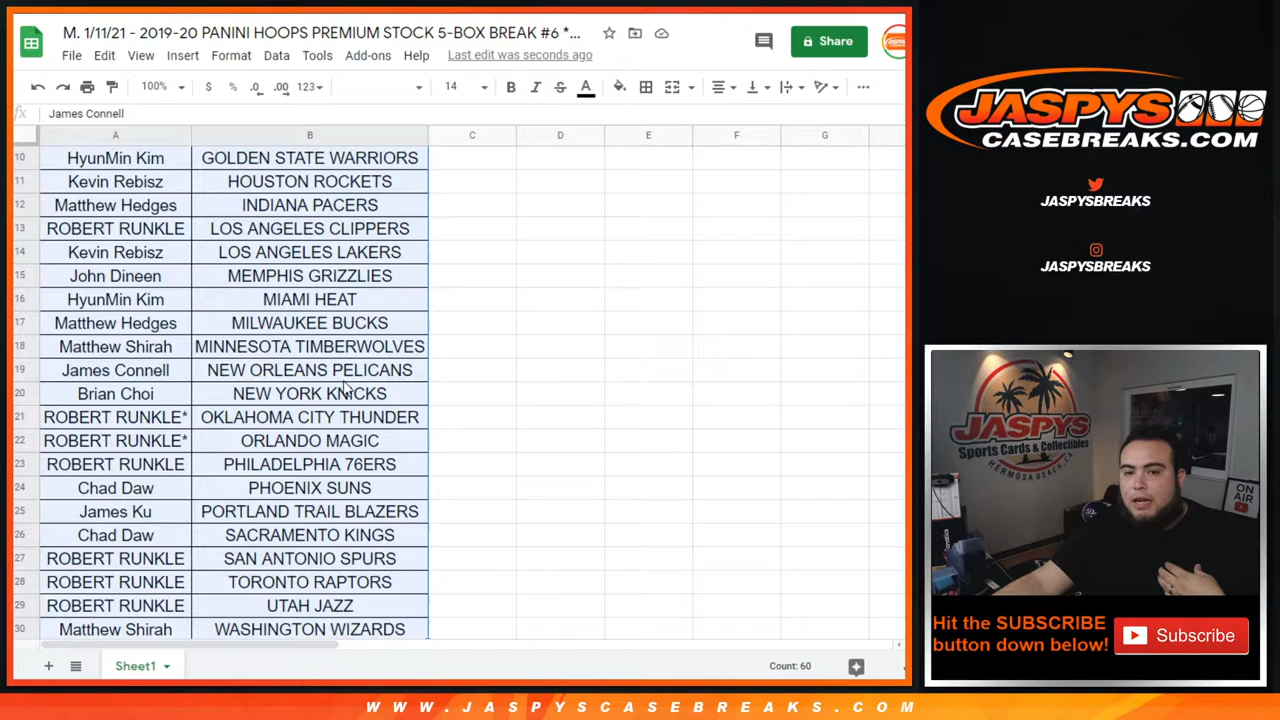 M. 1/11/21 - 2019-20 PANINI HOOPS PREMIUM STOCK 5-BOX BREAK #6 *...
File Edit View Insert Format Data Tools Add-ons Help Last edit was seconds ago
Share
100% $ % .0 .00 123 14 B I S A
fx James Connell
A B C D E F G
10 HyunMin Kim GOLDEN STATE WARRIORS
11 Kevin Rebisz HOUSTON ROCKETS
12 Matthew Hedges INDIANA PACERS
13 ROBERT RUNKLE LOS ANGELES CLIPPERS
14 Kevin Rebisz LOS ANGELES LAKERS
15 John Dineen MEMPHIS GRIZZLIES
16 HyunMin Kim MIAMI HEAT
17 Matthew Hedges MILWAUKEE BUCKS
18 Matthew Shirah MINNESOTA TIMBERWOLVES
19 James Connell NEW ORLEANS PELICANS
20 Brian Choi NEW YORK KNICKS
21 ROBERT RUNKLE* OKLAHOMA CITY THUNDER
22 ROBERT RUNKLE* ORLANDO MAGIC
23 ROBERT RUNKLE PHILADELPHIA 76ERS
24 Chad Daw PHOENIX SUNS
25 James Ku PORTLAND TRAIL BLAZERS
26 Chad Daw SACRAMENTO KINGS
27 ROBERT RUNKLE SAN ANTONIO SPURS
28 ROBERT RUNKLE TORONTO RAPTORS
29 ROBERT RUNKLE UTAH JAZZ
30 Matthew Shirah WASHINGTON WIZARDS
Sheet1 Count: 60
JASPYS
CASEBREAKS.COM
JASPYSBREAKS
JASPYSBREAKS
JASPYS
Sports Cards & Collectibles
HERMOSA BEACH, CA
ON
AIR
Hit the SUBSCRIBE
button down below!
Subscribe
WWW.JASPYSCASEBREAKS.COM